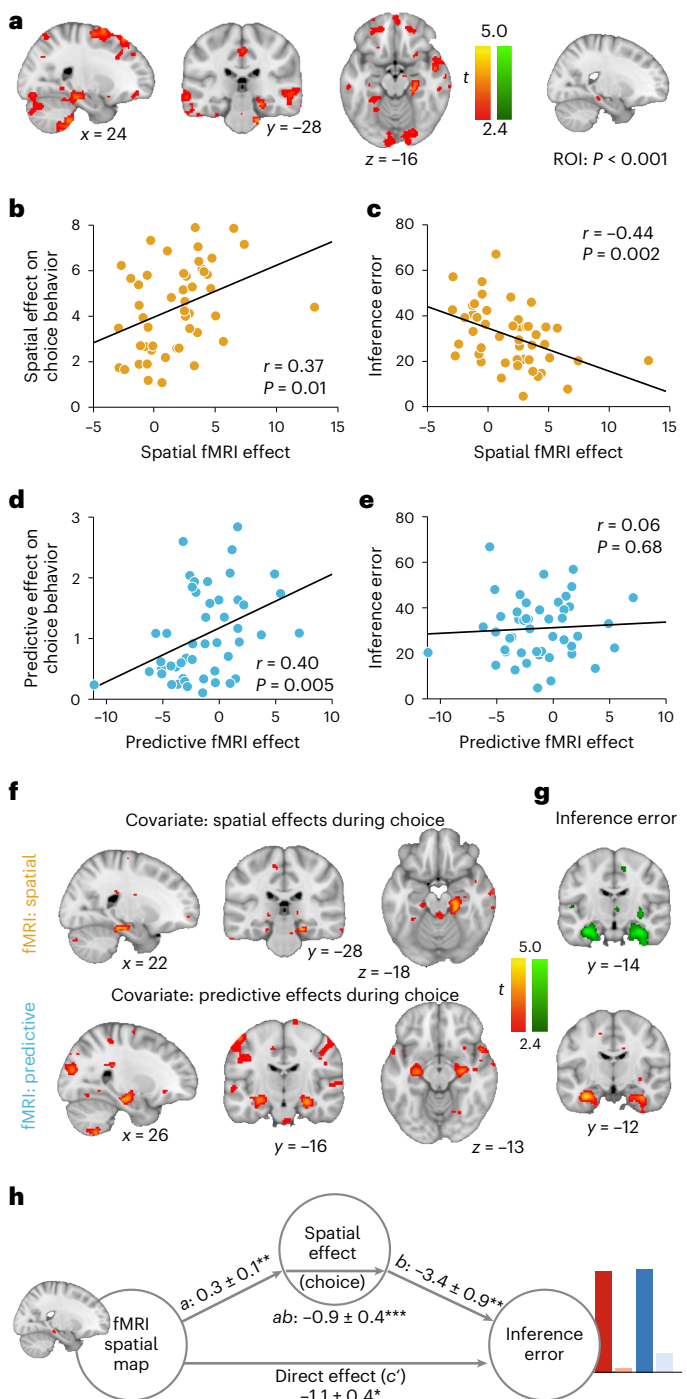 a
5.0
t
2.4
x = 24
y = −28
z = −16
ROI: P < 0.001
b
8
6
4
2
0
Spatial effect on
choice behavior
r = 0.37
P = 0.01
−5
0
5
10
15
Spatial fMRI effect
c
80
60
40
20
0
Inference error
r = −0.44
P = 0.002
−5
0
5
10
15
Spatial fMRI effect
d
3
2
1
0
Predictive effect on
choice behavior
r = 0.40
P = 0.005
−10
−5
0
5
10
Predictive fMRI effect
e
80
60
40
20
0
Inference error
r = 0.06
P = 0.68
−10
−5
0
5
10
Predictive fMRI effect
f
Covariate: spatial effects during choice
fMRI: spatial
x = 22
y = −28
z = −18
Covariate: predictive effects during choice
fMRI: predictive
x = 26
y = −16
z = −13
5.0
t
2.4
g
Inference error
y = −14
y = −12
h
Spatial
effect
(choice)
a: 0.3 ± 0.1**
b: −3.4 ± 0.9**
ab: −0.9 ± 0.4***
fMRI
spatial
map
Inference
error
Direct effect (c′)
−1.1 ± 0.4*